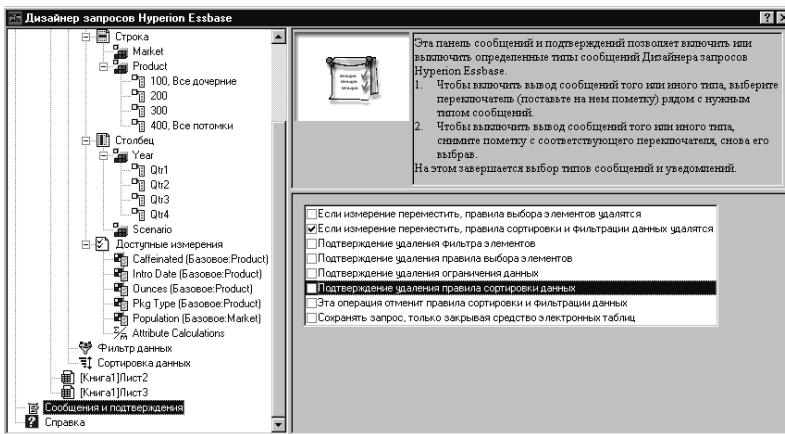 Дизайнер запросов Hyperion Essbase
Строка
Market
Product
100, Все дочерние
200
300
400, Все потомки
Столбец
Year
Qtr1
Qtr2
Qtr3
Qtr4
Scenario
Доступные измерения
Caffeinated (Базовое:Product)
Intro Date (Базовое:Product)
Ounces (Базовое:Product)
Pkg Type (Базовое:Product)
Population (Базовое:Market)
Attribute Calculations
Фильтр данных
Сортировка данных
[Книга1]Лист2
[Книга1]Лист3
Сообщения и подтверждения
Справка
Эта панель сообщений и подтверждений позволяет включить или
выключить определенные типы сообщений Дизайнера запросов
Hyperion Essbase.
1. Чтобы включить вывод сообщений того или иного типа, выберите
переключатель (поставьте на нем пометку) рядом с нужным
типом сообщений.
2. Чтобы выключить вывод сообщений того или иного типа,
снимите пометку с соответствующего переключателя, снова его
выбрав.
На этом завершается выбор типов сообщений и уведомлений.
Если измерение переместить, правила выбора элементов удалятся
Если измерение переместить, правила сортировки и фильтрации данных удалятся
Подтверждение удаления фильтра элементов
Подтверждение удаления правила выбора элементов
Подтверждение удаления ограничения данных
Подтверждение удаления правила сортировки данных
Эта операция отменит правила сортировки и фильтрации данных
Сохранять запрос, только закрывая средство электронных таблиц